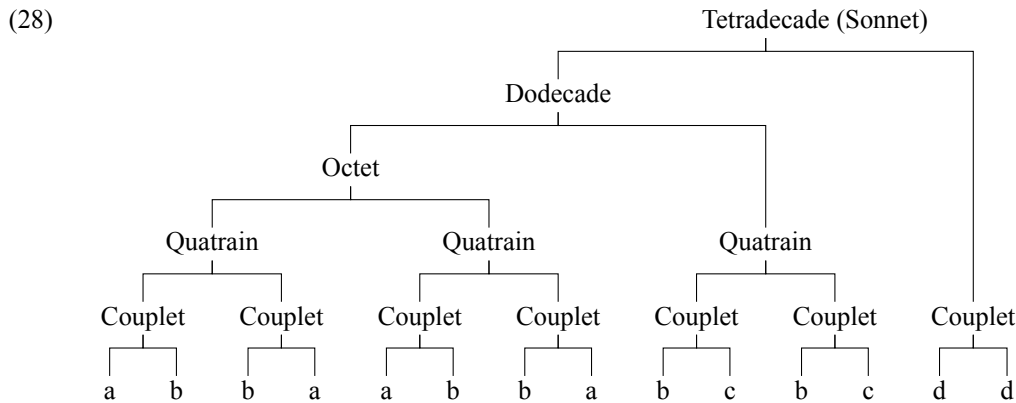 (28) Tetradecade (Sonnet)
Dodecade
Octet
Quatrain Quatrain Quatrain
Couplet Couplet Couplet Couplet Couplet Couplet Couplet
a b b a a b b a b c b c d d